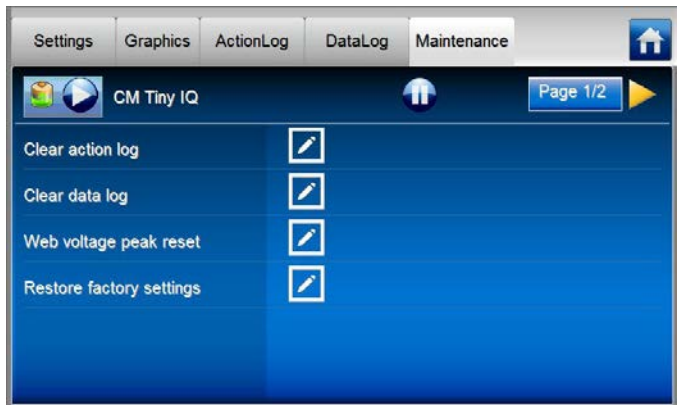 Settings Graphics ActionLog DataLog Maintenance
CM Tiny IQ Page 1/2
Clear action log
Clear data log
Web voltage peak reset
Restore factory settings